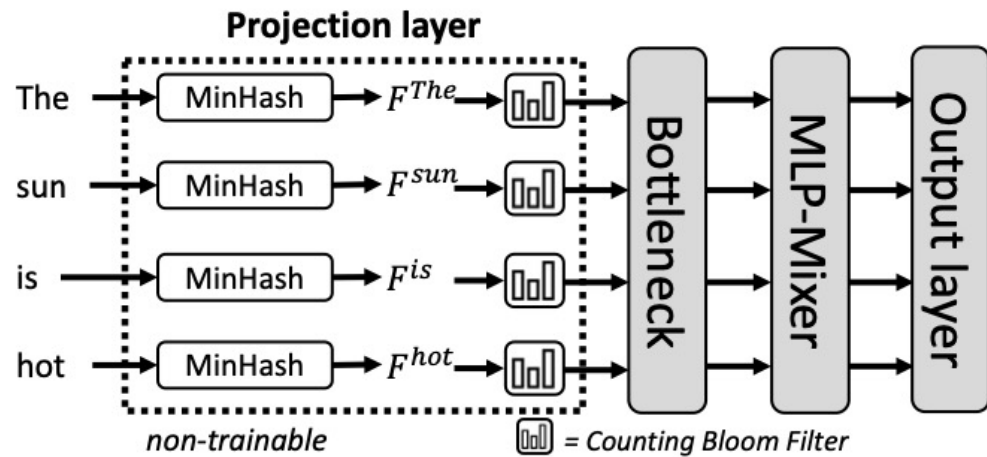 Projection layer
The MinHash F^The
sun MinHash F^sun
is MinHash F^is
hot MinHash F^hot
Bottleneck
MLP-Mixer
Output layer
non-trainable = Counting Bloom Filter